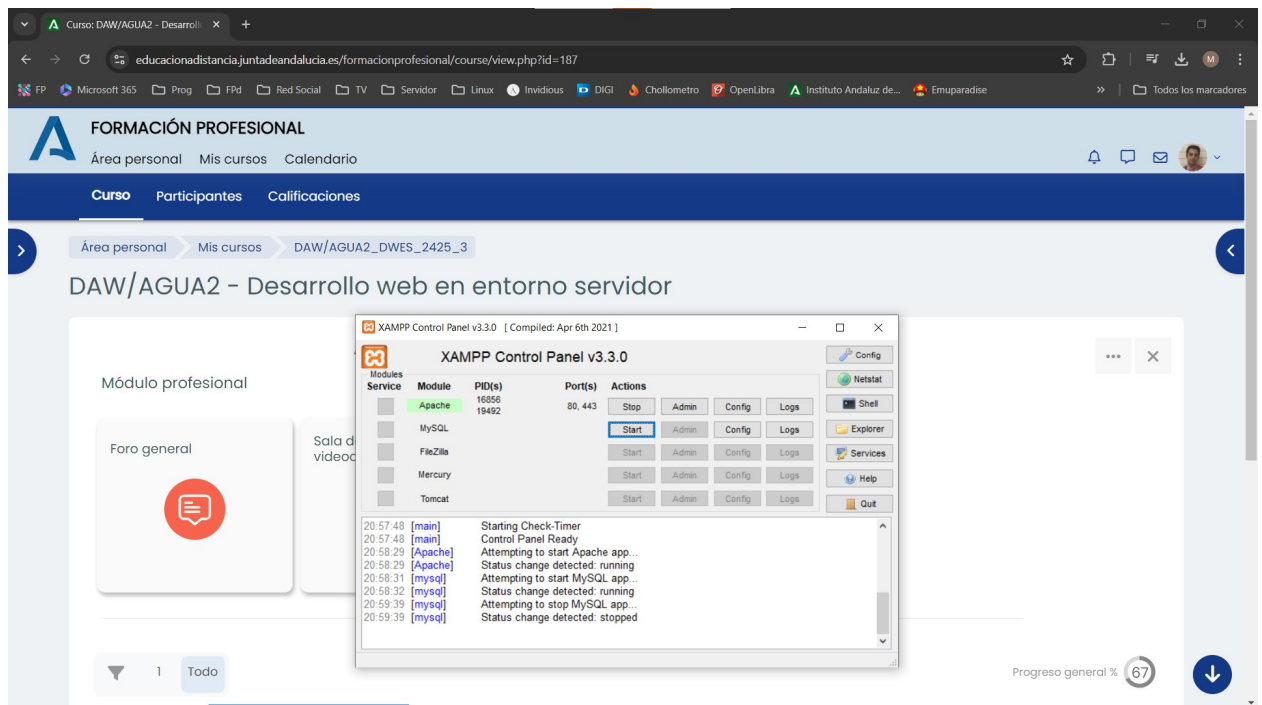 Curso: DAW/AGUA2 - Desarroll
educacionadistancia.juntadeandalucia.es/formacionprofesional/course/view.php?id=187
M
FP Microsoft 365 Prog FPd Red Social TV Servidor Linux Invidious DIGI Chollometro OpenLibra Instituto Andaluz de... Emuparadise » Todos los marcadores
FORMACIÓN PROFESIONAL
Área personal Mis cursos Calendario
Curso Participantes Calificaciones
Área personal Mis cursos DAW/AGUA2_DWES_2425_3
DAW/AGUA2 - Desarrollo web en entorno servidor
Módulo profesional
Foro general
Sala d
videoc
XAMPP Control Panel v3.3.0 [ Compiled: Apr 6th 2021 ]
XAMPP Control Panel v3.3.0
Modules
Service Module PID(s) Port(s) Actions
Apache 16856 19492 80, 443 Stop Admin Config Logs
MySQL Start Admin Config Logs
FileZilla Start Admin Config Logs
Mercury Start Admin Config Logs
Tomcat Start Admin Config Logs
Config
Netstat
Shell
Explorer
Services
Help
Quit
20:57:48 [main] Starting Check-Timer
20:57:48 [main] Control Panel Ready
20:58:29 [Apache] Attempting to start Apache app...
20:58:29 [Apache] Status change detected: running
20:58:31 [mysql] Attempting to start MySQL app...
20:58:32 [mysql] Status change detected: running
20:59:39 [mysql] Attempting to stop MySQL app...
20:59:39 [mysql] Status change detected: stopped
1 Todo
Progreso general % 67